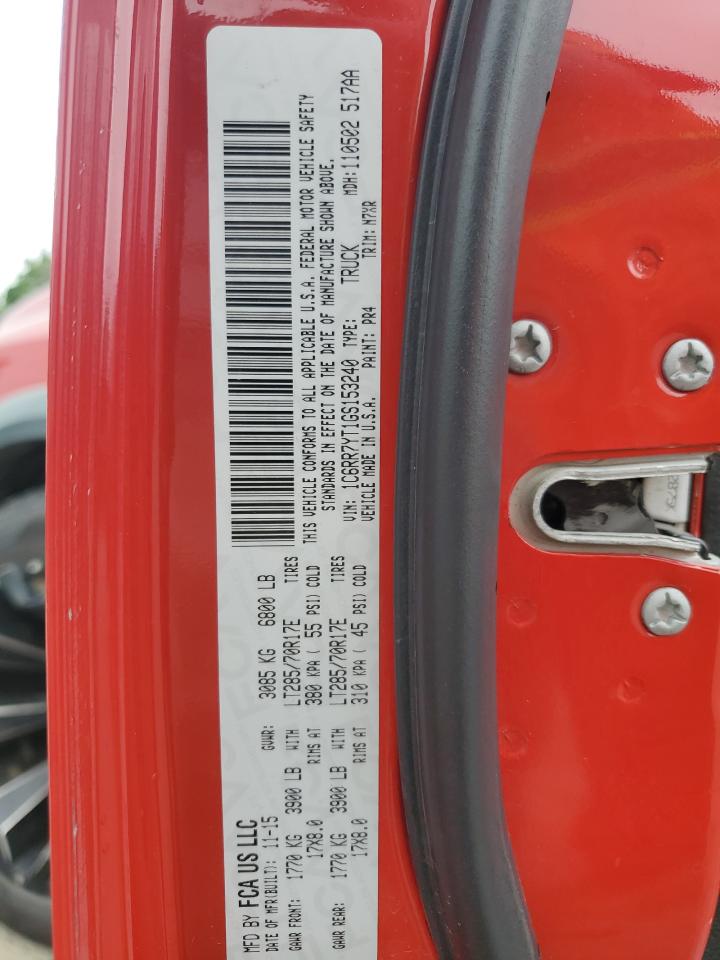 MFD BY FCA US LLC
DATE OF MFR(BUILT): 11-15 GVWR: 3085 KG 6800 LB
GAWR FRONT: 1770 KG 3900 LB WITH LT285/70R17E TIRES
17X8.0 RIMS AT 380 KPA ( 55 PSI) COLD
GAWR REAR: 1770 KG 3900 LB WITH LT285/70R17E TIRES
17X8.0 RIMS AT 310 KPA ( 45 PSI) COLD
THIS VEHICLE CONFORMS TO ALL APPLICABLE U.S.A. FEDERAL MOTOR VEHICLE SAFETY
STANDARDS IN EFFECT ON THE DATE OF MANUFACTURE SHOWN ABOVE.
VIN: 1C6RR7YT1GS153240 TYPE: TRUCK MDH:110502 517AA
VEHICLE MADE IN U.S.A. PAINT: PR4 TRIM: N7XR